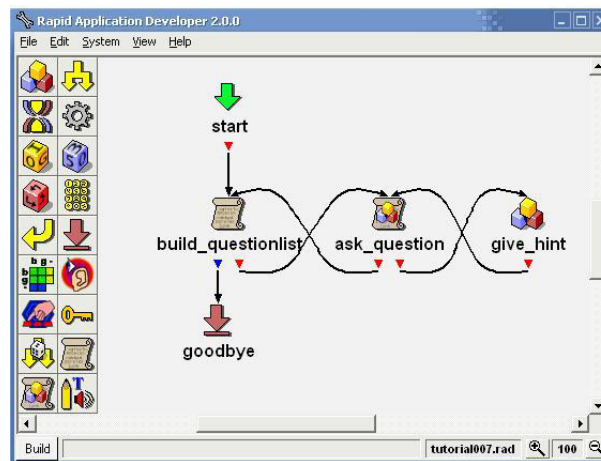 Rapid Application Developer 2.0.0
File Edit System View Help
start
build_questionlist ask_question give_hint
goodbye
Build tutorial007.rad 100